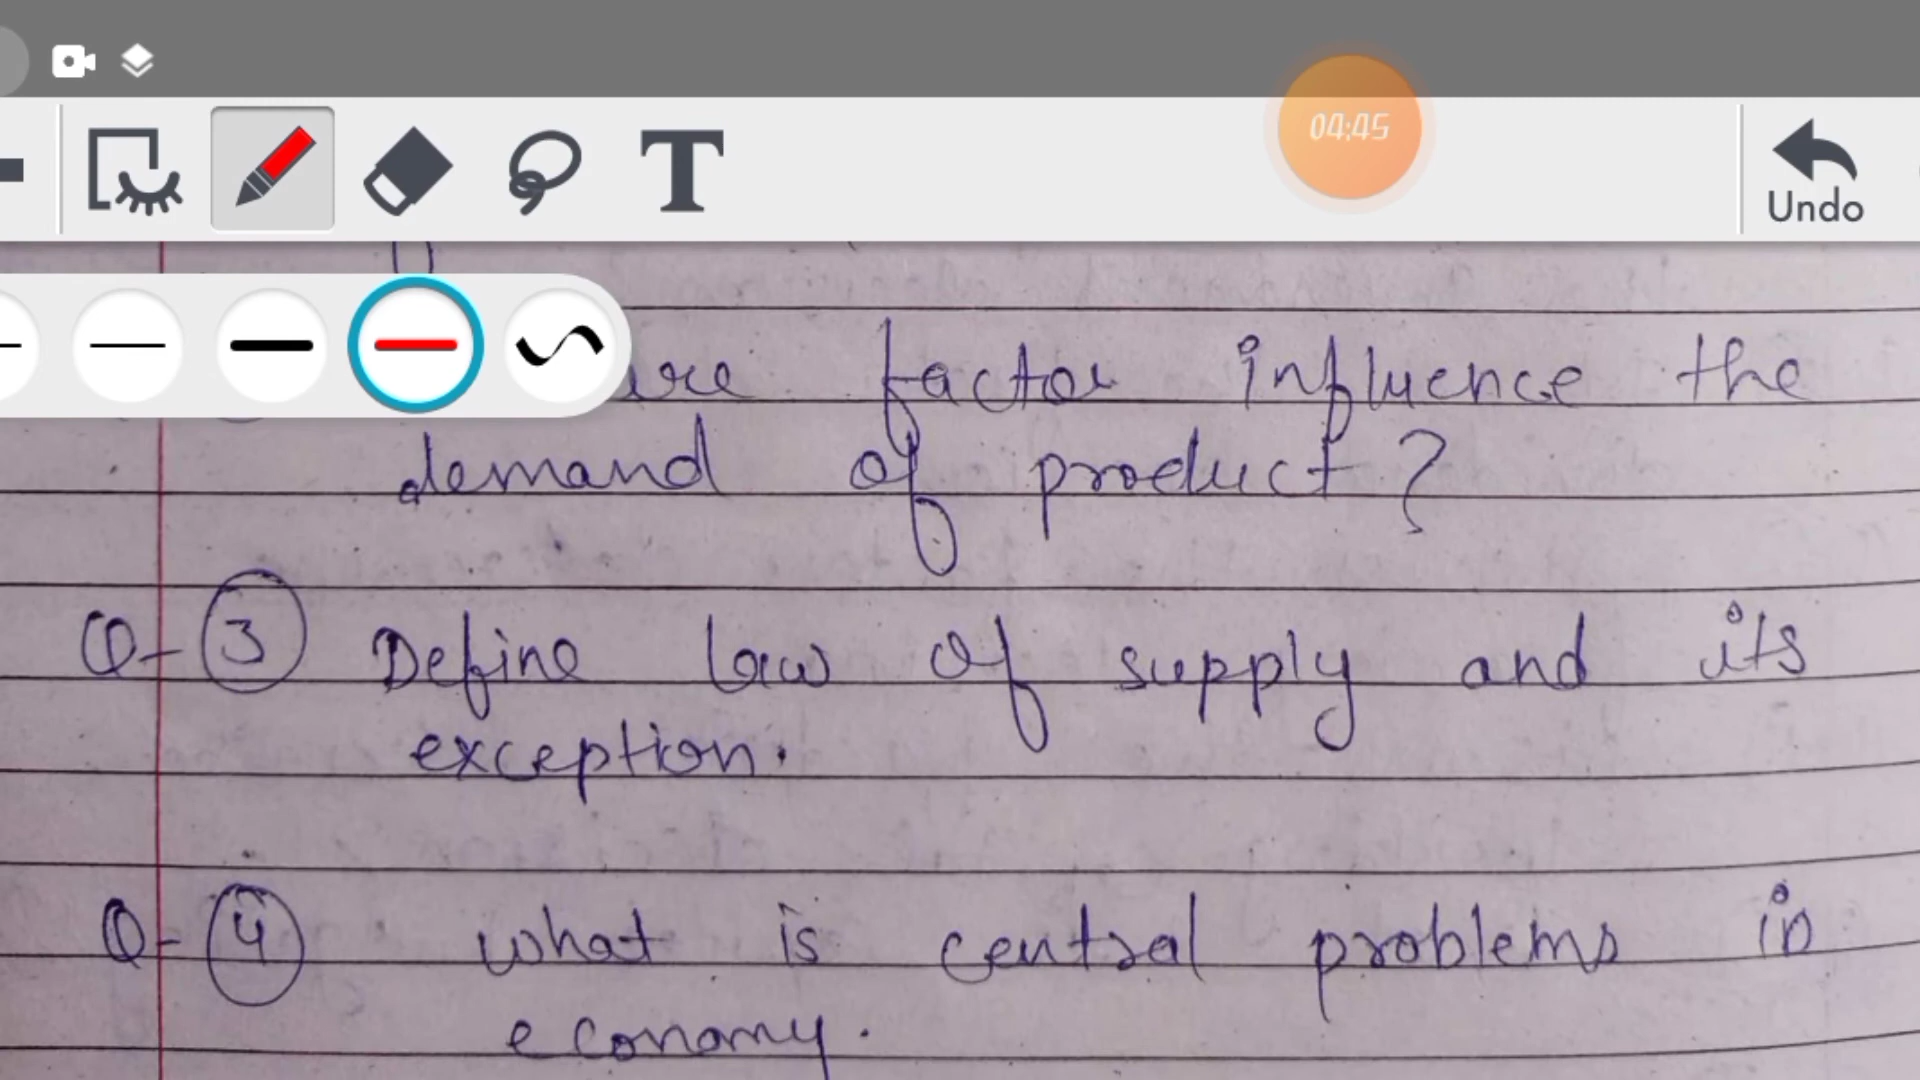 04:45
T
Undo
factor influence the
demand of product?
Q-3 Define law of supply and its
exception.
Q-4 what is central problems in
economy.